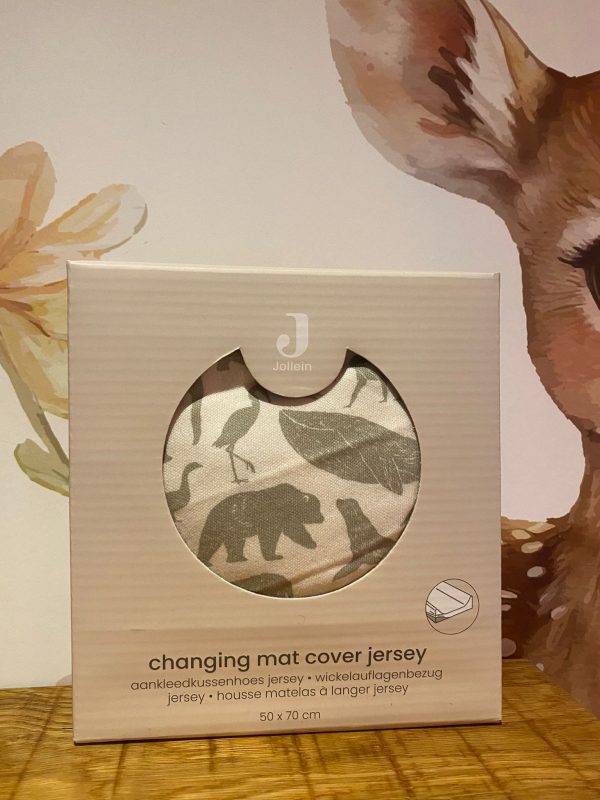 J
Jollein
changing mat cover jersey
aankleedkussenhoes jersey • wickelauflagenbezug
jersey • housse matelas à langer jersey
50 x 70 cm